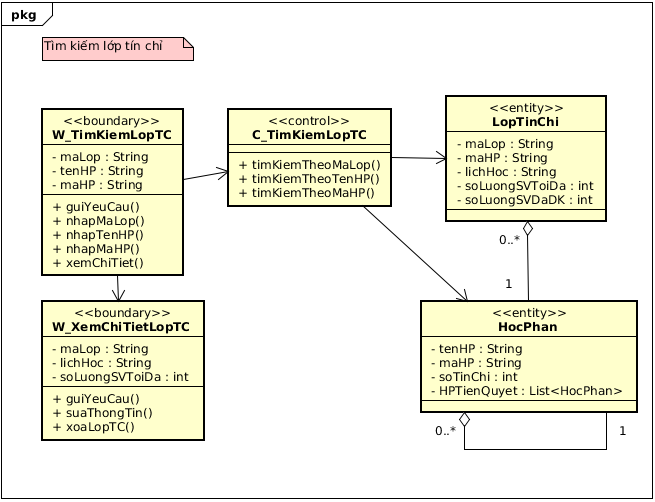 pkg
Tìm kiếm lớp tín chỉ
<<boundary>>
W_TimKiemLopTC
- maLop : String
- tenHP : String
- maHP : String
+ guiYeuCau()
+ nhapMaLop()
+ nhapTenHP()
+ nhapMaHP()
+ xemChiTiet()
<<control>>
C_TimKiemLopTC
+ timKiemTheoMaLop()
+ timKiemTheoTenHP()
+ timKiemTheoMaHP()
<<entity>>
LopTinChi
- maLop : String
- maHP : String
- lichHoc : String
- soLuongSVToiDa : int
- soLuongSVDaDK : int
0..*
1
<<boundary>>
W_XemChiTietLopTC
- maLop : String
- lichHoc : String
- soLuongSVToiDa : int
+ guiYeuCau()
+ suaThongTin()
+ xoaLopTC()
<<entity>>
HocPhan
- tenHP : String
- maHP : String
- soTinChi : int
- HPTienQuyet : List<HocPhan>
0..*
1